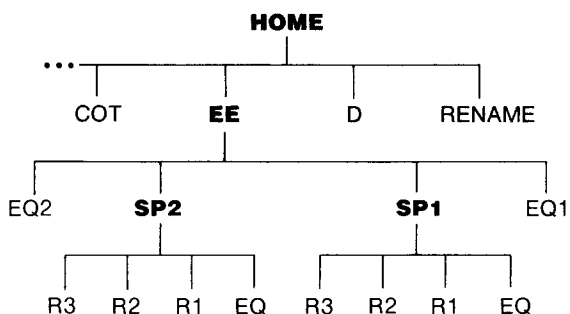 HOME
••• COT EE D RENAME
EQ2 SP2 SP1 EQ1
R3 R2 R1 EQ R3 R2 R1 EQ